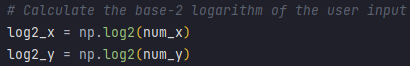 # Calculate the base-2 logarithm of the user input
log2_x = np.log2(num_x)
log2_y = np.log2(num_y)